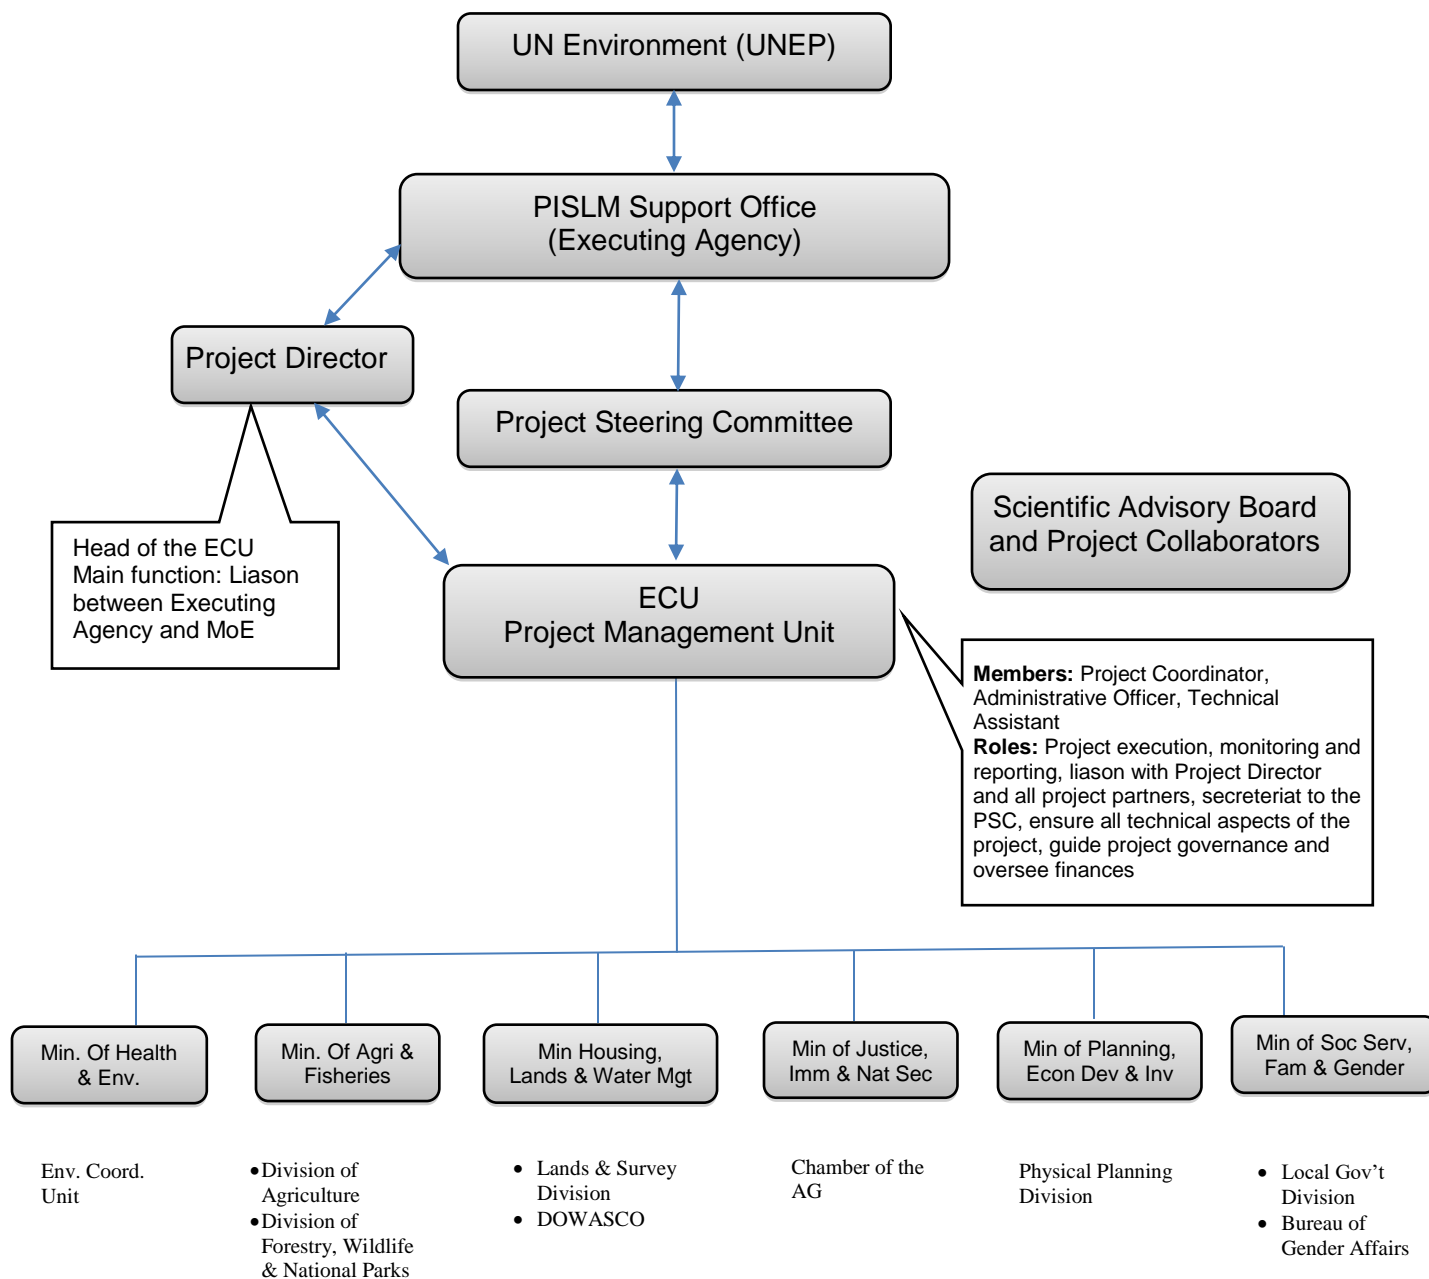 UN Environment (UNEP)
PISLM Support Office
(Executing Agency)
Project Director
Project Steering Committee
Scientific Advisory Board
and Project Collaborators
Head of the ECU
Main function: Liason
between Executing
Agency and MoE
ECU
Project Management Unit
Members: Project Coordinator,
Administrative Officer, Technical
Assistant
Roles: Project execution, monitoring and
reporting, liason with Project Director
and all project partners, secreteriat to the
PSC, ensure all technical aspects of the
project, guide project governance and
oversee finances
Min. Of Health
& Env.
Min. Of Agri &
Fisheries
Min Housing,
Lands & Water Mgt
Min of Justice,
Imm & Nat Sec
Min of Planning,
Econ Dev & Inv
Min of Soc Serv,
Fam & Gender
Env. Coord.
Unit
•Division of
Agriculture
•Division of
Forestry, Wildlife
& National Parks
• Lands & Survey
Division
• DOWASCO
Chamber of the
AG
Physical Planning
Division
• Local Gov’t
Division
• Bureau of
Gender Affairs